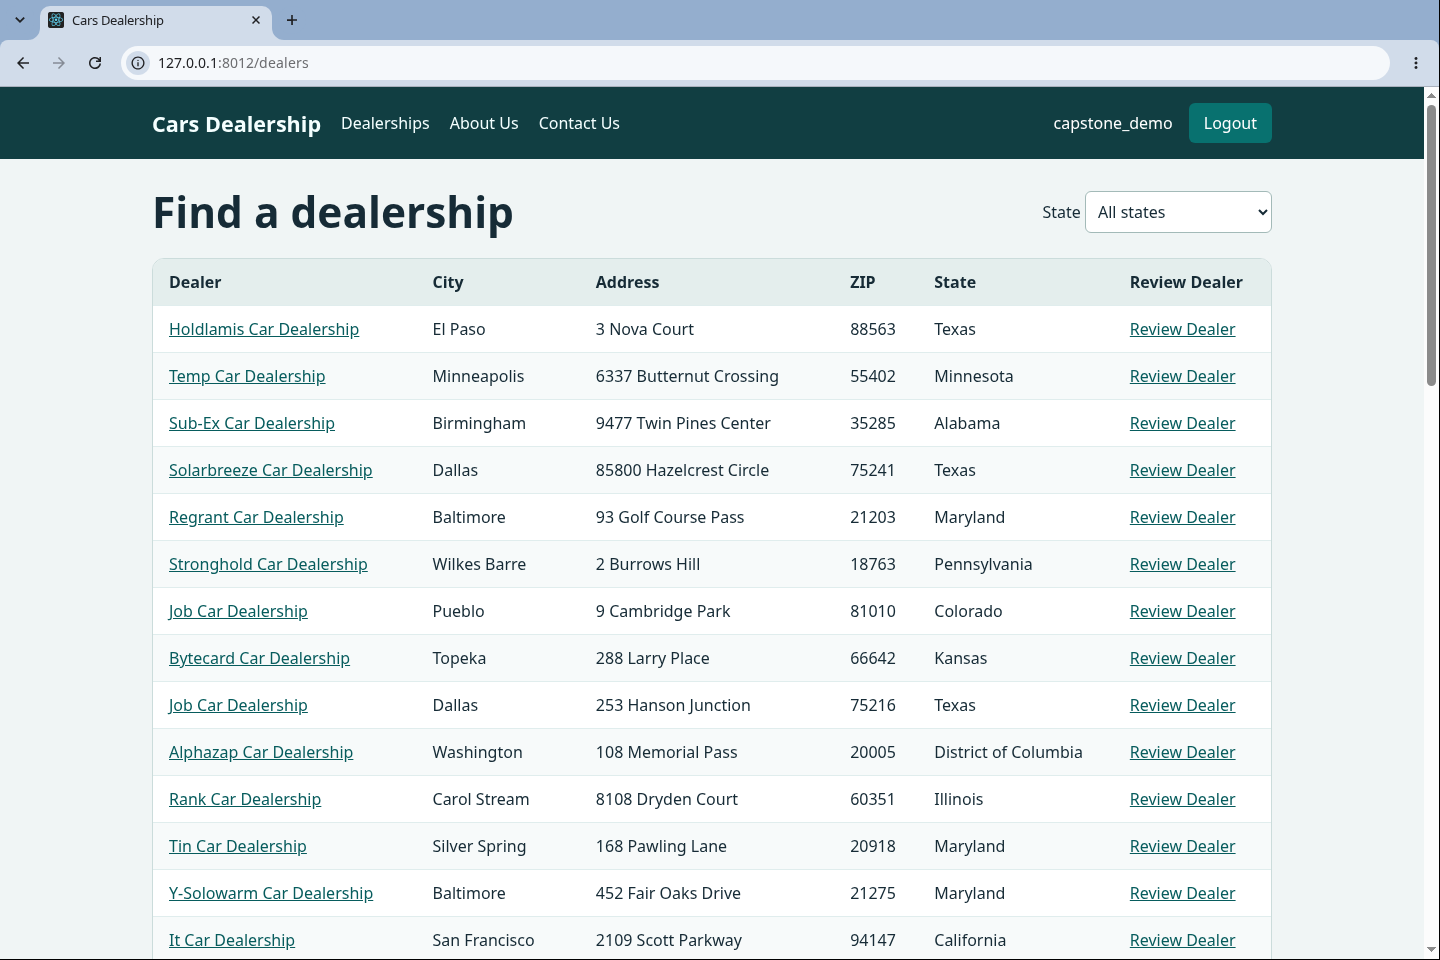 Cars Dealership
127.0.0.1:8012/dealers
Cars Dealership Dealerships About Us Contact Us capstone_demo Logout
Find a dealership State All states
Dealer City Address ZIP State Review Dealer
Holdlamis Car Dealership El Paso 3 Nova Court 88563 Texas Review Dealer
Temp Car Dealership Minneapolis 6337 Butternut Crossing 55402 Minnesota Review Dealer
Sub-Ex Car Dealership Birmingham 9477 Twin Pines Center 35285 Alabama Review Dealer
Solarbreeze Car Dealership Dallas 85800 Hazelcrest Circle 75241 Texas Review Dealer
Regrant Car Dealership Baltimore 93 Golf Course Pass 21203 Maryland Review Dealer
Stronghold Car Dealership Wilkes Barre 2 Burrows Hill 18763 Pennsylvania Review Dealer
Job Car Dealership Pueblo 9 Cambridge Park 81010 Colorado Review Dealer
Bytecard Car Dealership Topeka 288 Larry Place 66642 Kansas Review Dealer
Job Car Dealership Dallas 253 Hanson Junction 75216 Texas Review Dealer
Alphazap Car Dealership Washington 108 Memorial Pass 20005 District of Columbia Review Dealer
Rank Car Dealership Carol Stream 8108 Dryden Court 60351 Illinois Review Dealer
Tin Car Dealership Silver Spring 168 Pawling Lane 20918 Maryland Review Dealer
Y-Solowarm Car Dealership Baltimore 452 Fair Oaks Drive 21275 Maryland Review Dealer
It Car Dealership San Francisco 2109 Scott Parkway 94147 California Review Dealer